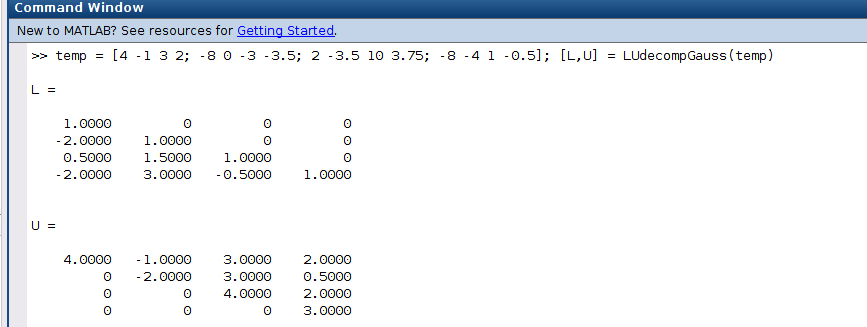 Command Window
New to MATLAB? See resources for Getting Started.
>> temp = [4 -1 3 2; -8 0 -3 -3.5; 2 -3.5 10 3.75; -8 -4 1 -0.5]; [L,U] = LUdecompGauss(temp)
L =
1.0000 0 0 0
-2.0000 1.0000 0 0
0.5000 1.5000 1.0000 0
-2.0000 3.0000 -0.5000 1.0000
U =
4.0000 -1.0000 3.0000 2.0000
0 -2.0000 3.0000 0.5000
0 0 4.0000 2.0000
0 0 0 3.0000